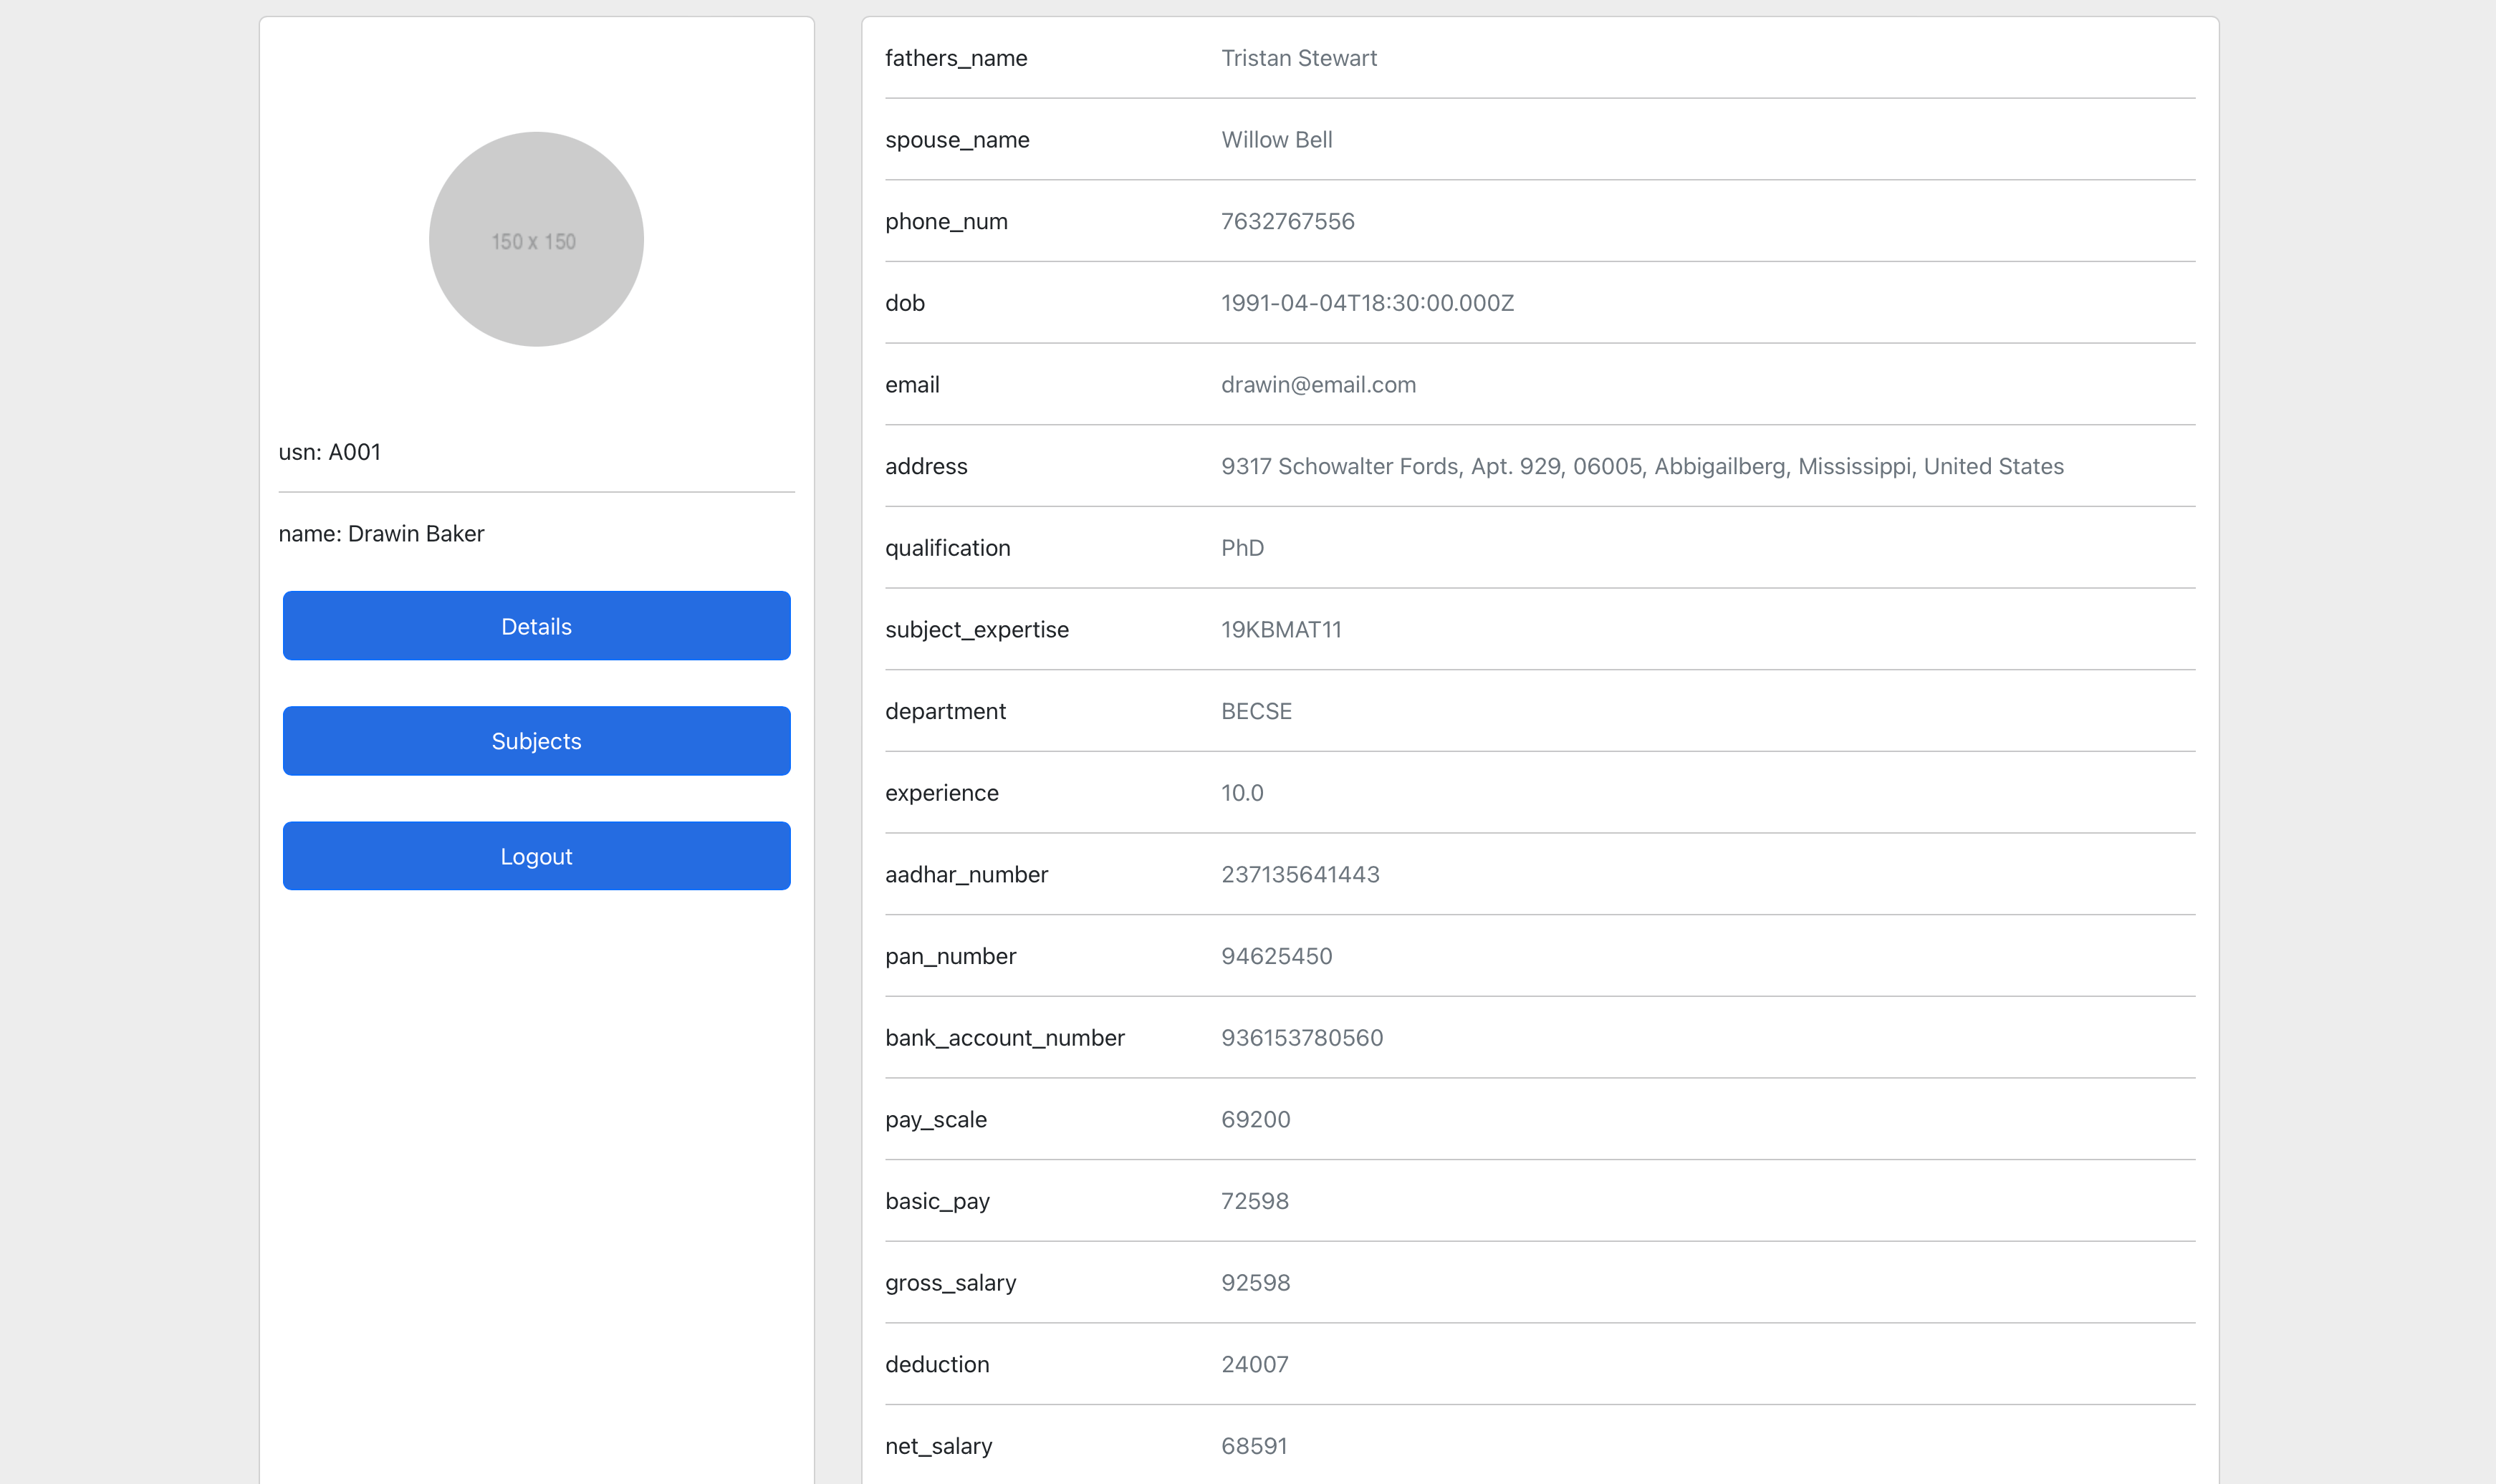 150 x 150
usn: A001
name: Drawin Baker
Details
Subjects
Logout
fathers_name Tristan Stewart
spouse_name Willow Bell
phone_num 7632767556
dob 1991-04-04T18:30:00.000Z
email drawin@email.com
address 9317 Schowalter Fords, Apt. 929, 06005, Abbigailberg, Mississippi, United States
qualification PhD
subject_expertise 19KBMAT11
department BECSE
experience 10.0
aadhar_number 237135641443
pan_number 94625450
bank_account_number 936153780560
pay_scale 69200
basic_pay 72598
gross_salary 92598
deduction 24007
net_salary 68591